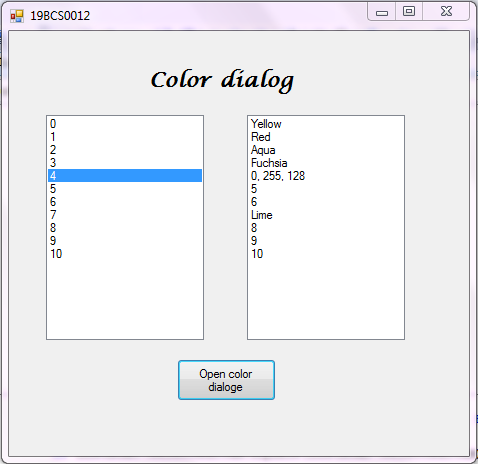 19BCS0012
Color dialog
0
1
2
3
4
5
6
7
8
9
10
Yellow
Red
Aqua
Fuchsia
0, 255, 128
5
6
Lime
8
9
10
Open color
dialoge